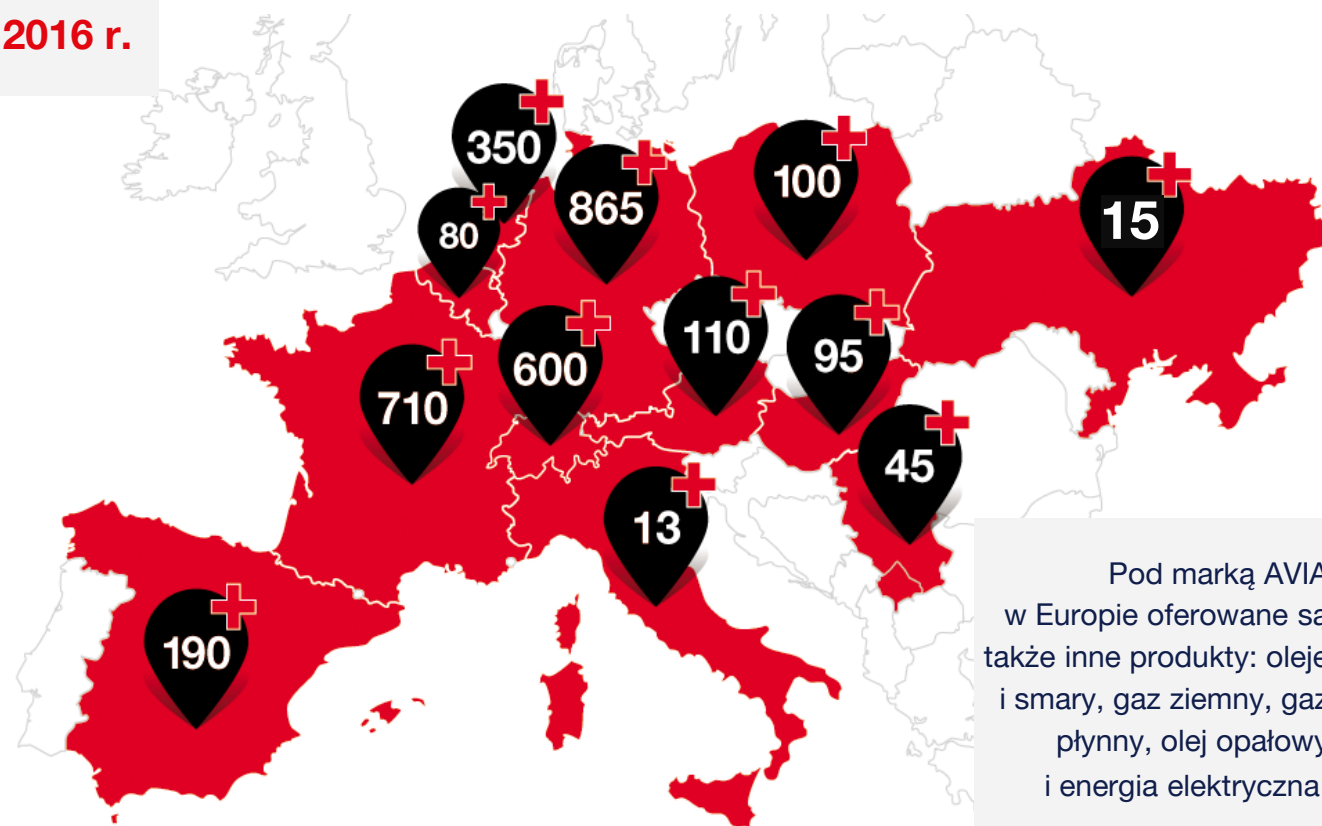 2016 r.
350
100
865
15
80
110
95
600
710
45
13
190
Pod marką AVIA
w Europie oferowane są
także inne produkty: oleje
i smary, gaz ziemny, gaz
płynny, olej opałowy
i energia elektryczna